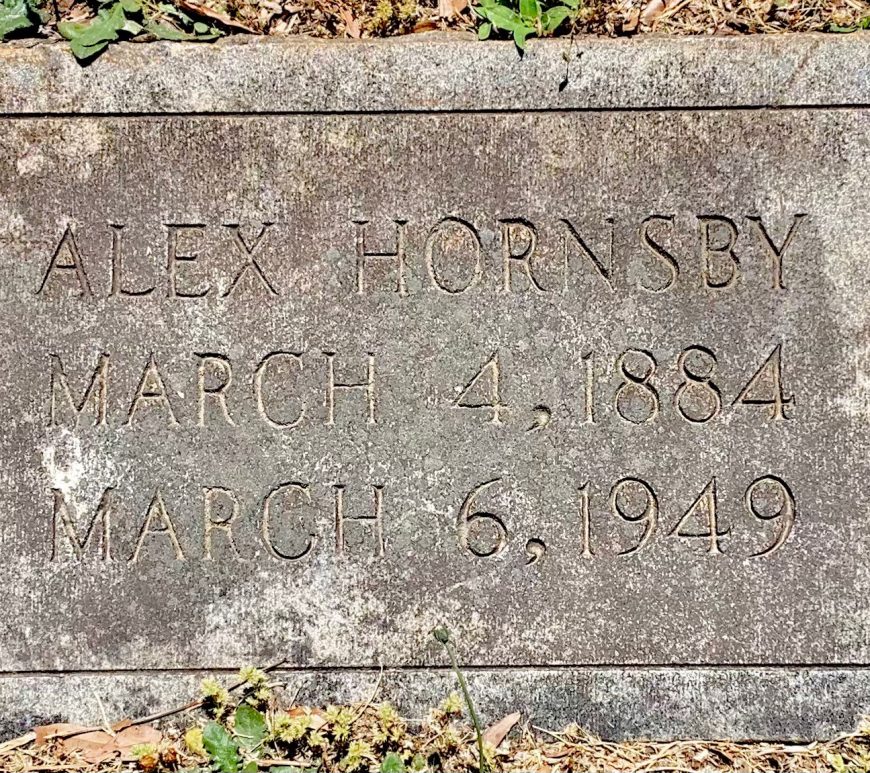 ALEX HORNSBY
MARCH 4, 1884
MARCH 6, 1949